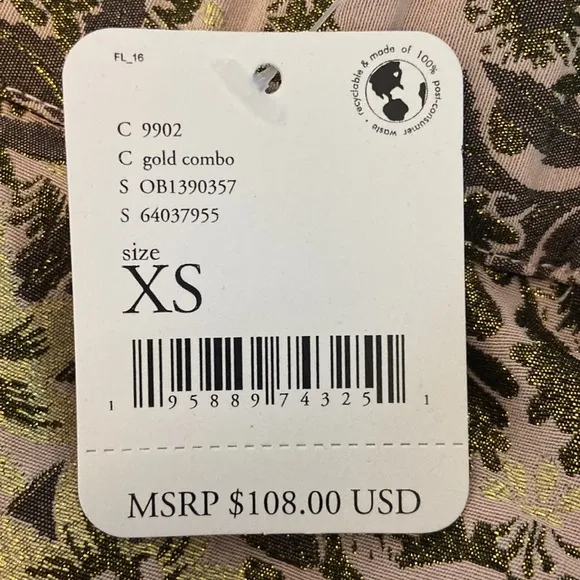 FL_16
recyclable & made of 100% post-consumer waste •
C 9902
C gold combo
S OB1390357
S 64037955
size
XS
1 95889 74325 1
MSRP $108.00 USD